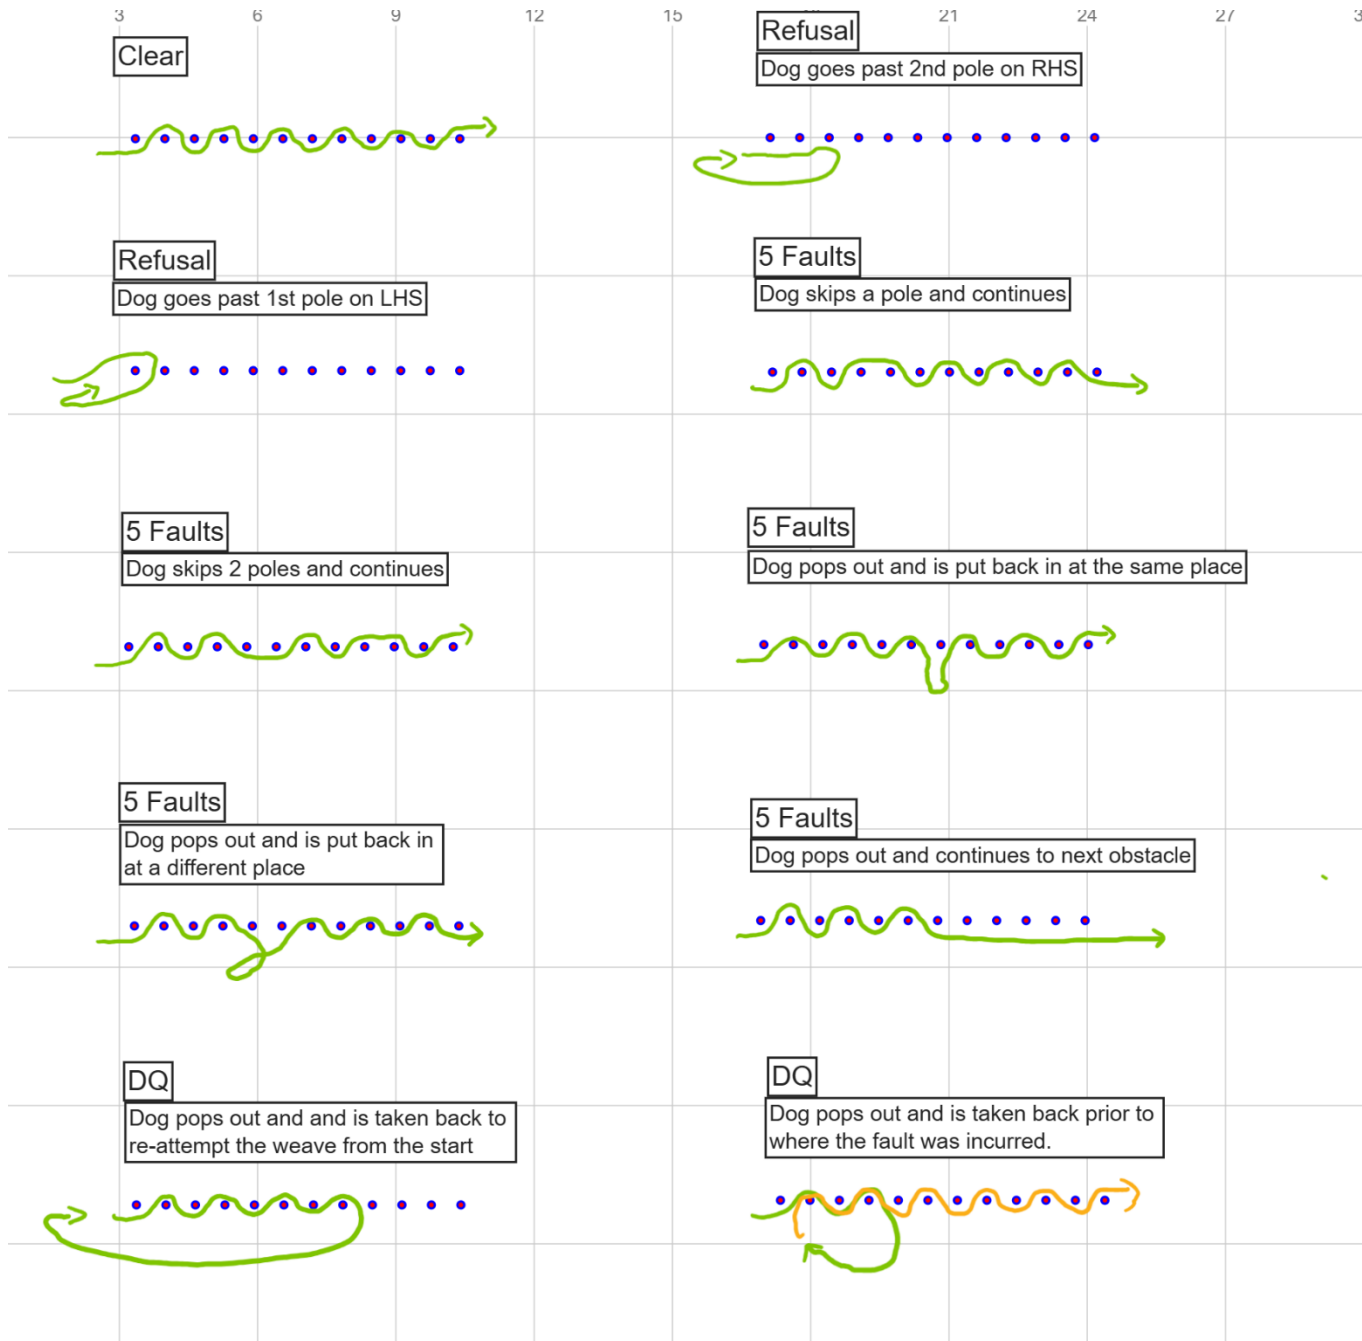 3 6 9 12 15 21 24 27
Clear
Refusal
Dog goes past 2nd pole on RHS
Refusal
Dog goes past 1st pole on LHS
5 Faults
Dog skips a pole and continues
5 Faults
Dog skips 2 poles and continues
5 Faults
Dog pops out and is put back in at the same place
5 Faults
Dog pops out and is put back in
at a different place
5 Faults
Dog pops out and continues to next obstacle
DQ
Dog pops out and and is taken back to
re-attempt the weave from the start
DQ
Dog pops out and is taken back prior to
where the fault was incurred.